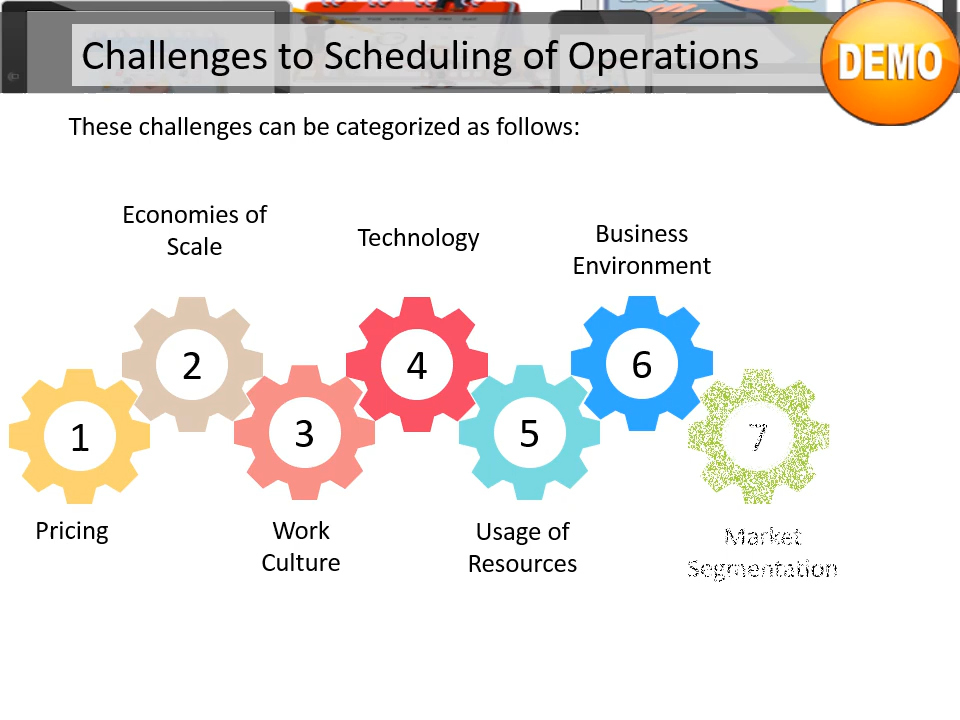 Challenges to Scheduling of Operations
DEMO
These challenges can be categorized as follows:
Economies of
Scale
Technology
Business
Environment
1
2
3
4
5
6
7
Pricing
Work
Culture
Usage of
Resources
Market
Segmentation